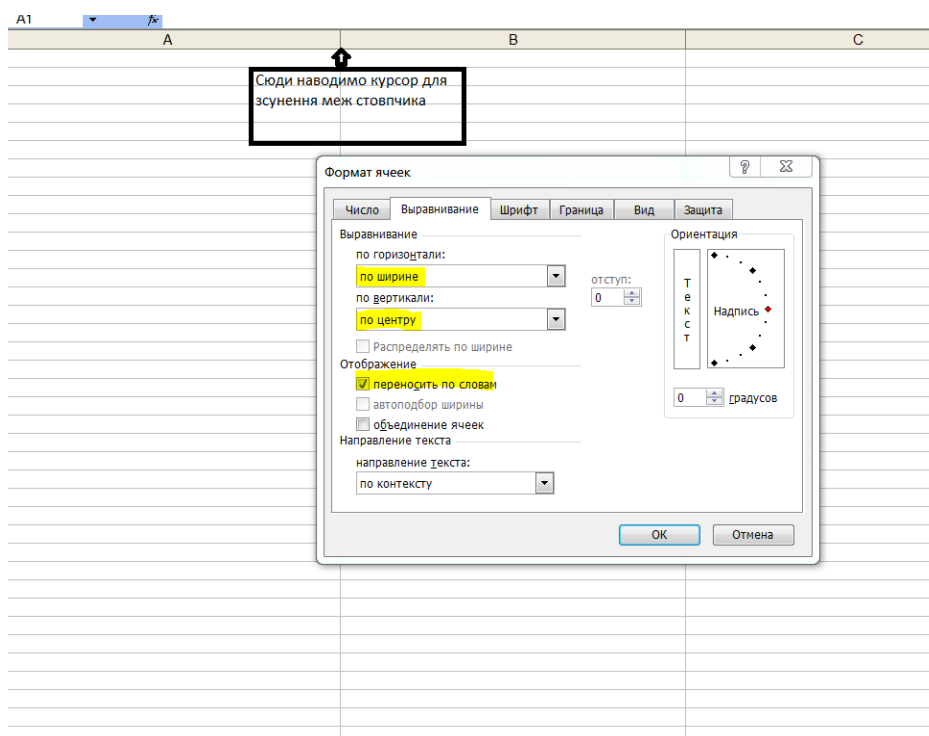 A1 fx
A B C
Сюди наводимо курсор для
зсунення меж стовпчика
Формат ячеек
Число Выравнивание Шрифт Граница Вид Защита
Выравнивание
Ориентация
по горизонтали:
по ширине
отступ:
по вертикали:
0
по центру
Распределять по ширине
Т
е
к
с
т
Надпись
Отображение
переносить по словам
автоподбор ширины
0 градусов
объединение ячеек
Направление текста
направление текста:
по контексту
ОК Отмена